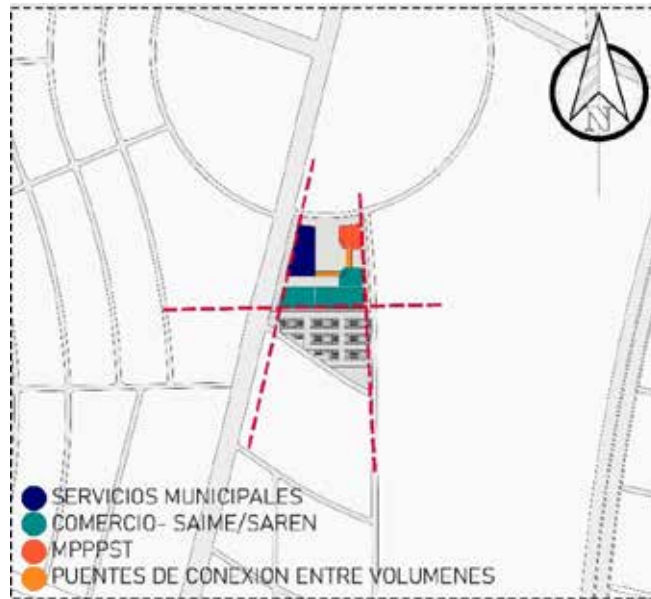 N
SERVICIOS MUNICIPALES
COMERCIO- SAIME/SAREN
MPPPST
PUENTES DE CONEXION ENTRE VOLUMENES